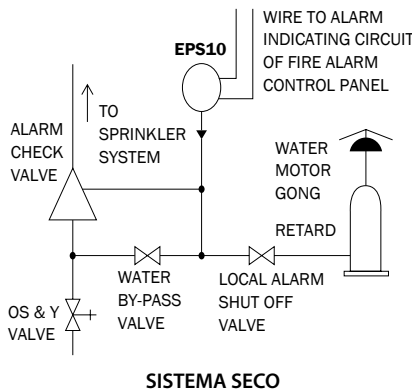 WIRE TO ALARM
INDICATING CIRCUIT
OF FIRE ALARM
CONTROL PANEL
EPS10
TO
SPRINKLER
SYSTEM
ALARM
CHECK
VALVE
WATER
MOTOR
GONG
RETARD
WATER
BY-PASS
VALVE
LOCAL ALARM
SHUT OFF
VALVE
OS & Y
VALVE
SISTEMA SECO